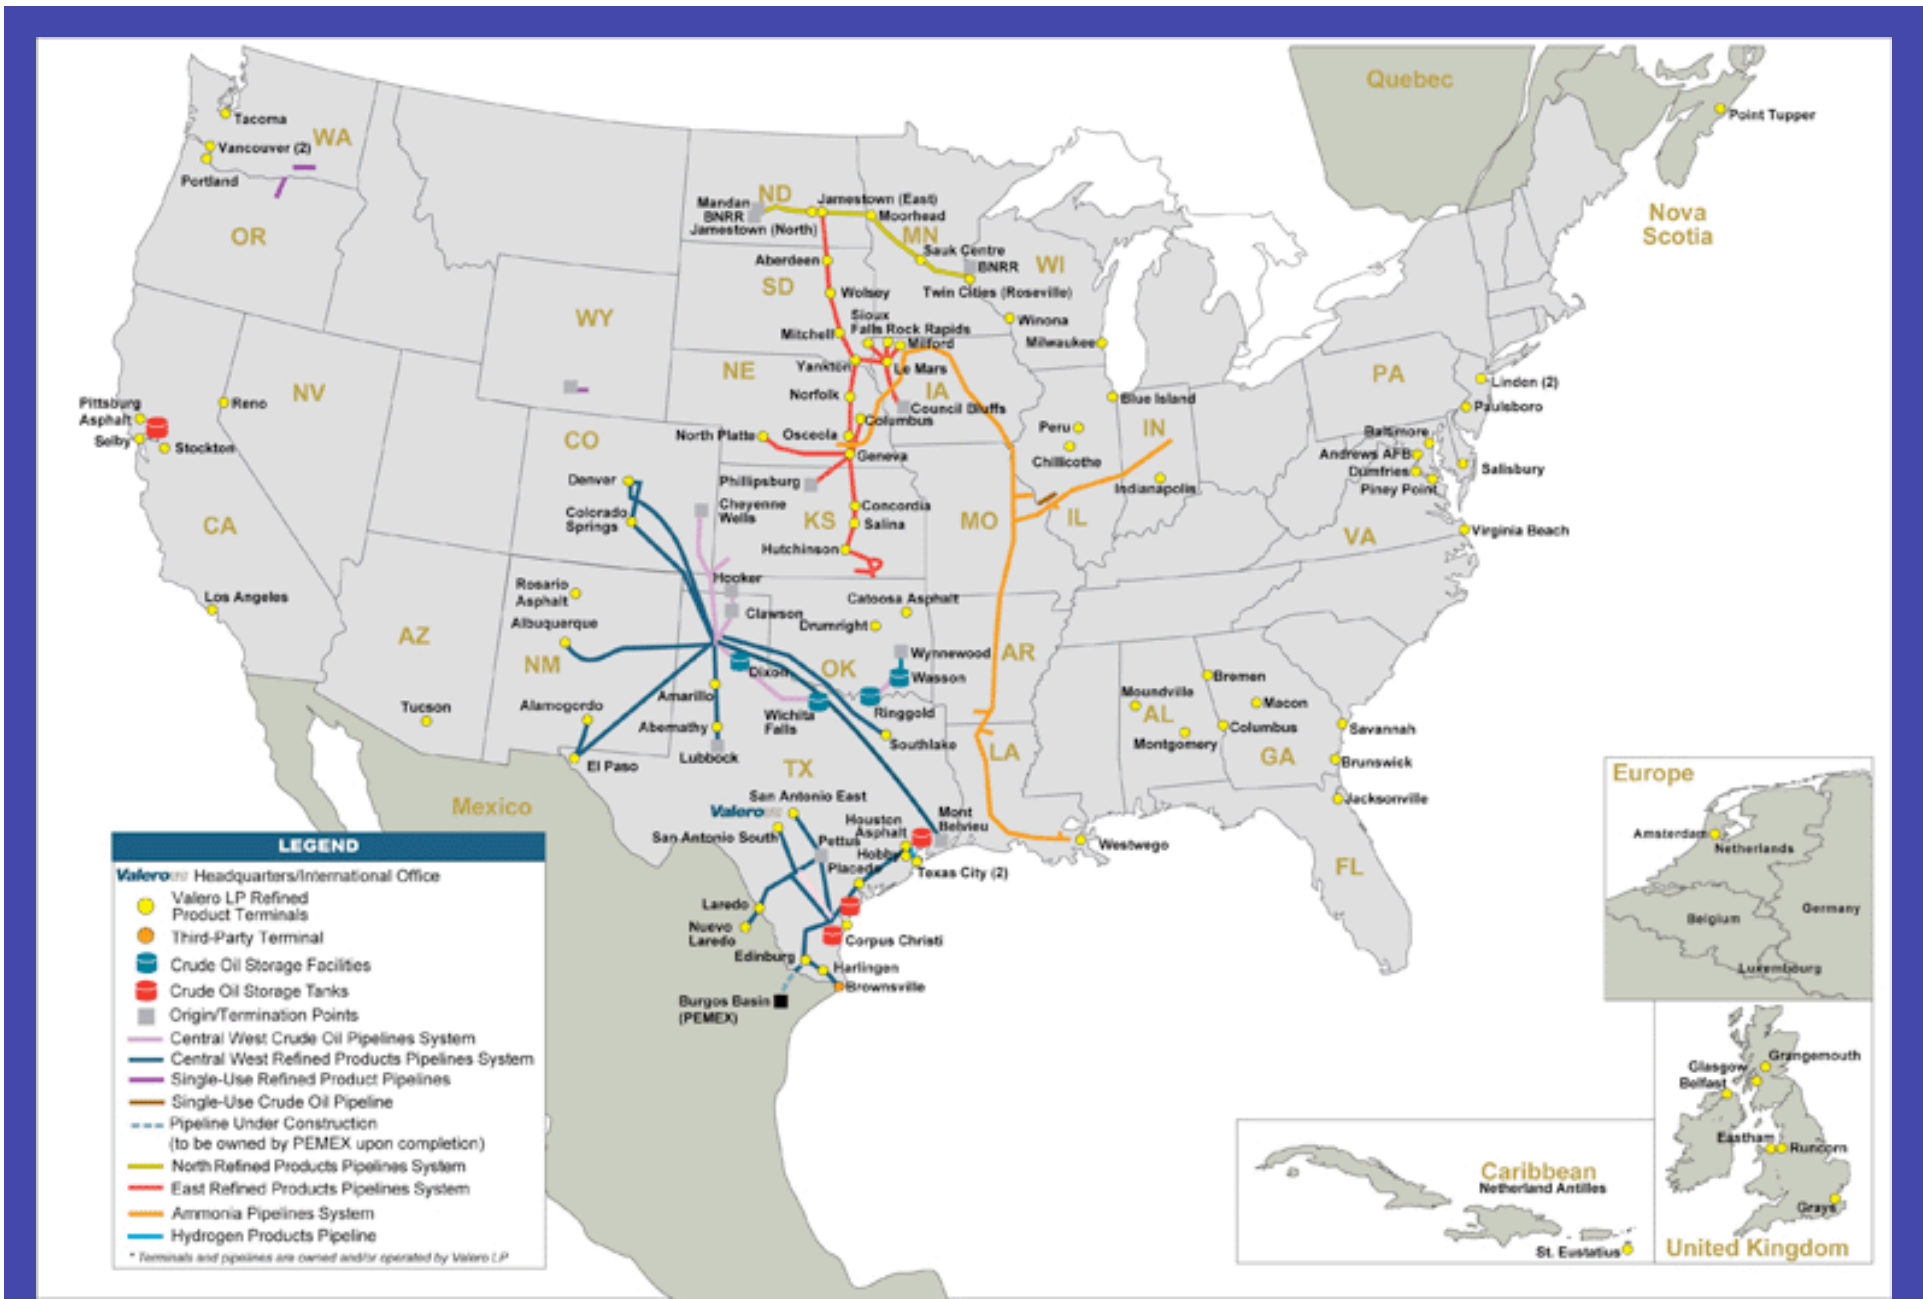 Quebec
Point Tupper
Nova
Scotia
Tacoma
WA
Vancouver (2)
Portland
OR
Mandan
BNRR
ND
Jamestown (East)
Jamestown (North)
Moorhead
MN
Sauk Centre
BNRR
WI
Twin Cities (Roseville)
Aberdeen
SD
Wolsey
Sioux
Falls
Rock Rapids
Mitchell
Milford
Winona
Milwaukee
WY
NE
Yankton
Le Mars
IA
Norfolk
Council Bluffs
Columbus
North Platte
Osceola
Geneva
Blue Island
Peru
Chillicothe
IN
Indianapolis
PA
Linden (2)
Paulsboro
Baltimore
Andrews AFB
Dumfries
Piney Point
Salisbury
Virginia Beach
VA
Pittsburg
Asphalt
Selby
Stockton
Reno
NV
CA
Los Angeles
CO
Denver
Colorado
Springs
Phillipsburg
Cheyenne
Wells
KS
Concordia
Salina
Hutchinson
MO
IL
Hooker
Clawson
Rosario
Asphalt
Albuquerque
NM
AZ
Tucson
Alamogordo
El Paso
Catoosa Asphalt
Drumright
OK
Wynnewood
Wasson
Dixon
Ringgold
Wichita
Falls
Amarillo
Abernathy
Lubbock
Southlake
AR
LA
TX
Moundville
AL
Montgomery
Bremen
Macon
Columbus
GA
Savannah
Brunswick
Jacksonville
FL
Westwego
Mexico
San Antonio East
Valero
San Antonio South
Houston
Asphalt
Mont
Belvieu
Pettus
Hobby
Placedo
Texas City (2)
Laredo
Nuevo
Laredo
Corpus Christi
Edinburg
Harlingen
Brownsville
Burgos Basin
(PEMEX)
LEGEND
Valero Headquarters/International Office
Valero LP Refined
Product Terminals
Third-Party Terminal
Crude Oil Storage Facilities
Crude Oil Storage Tanks
Origin/Termination Points
Central West Crude Oil Pipelines System
Central West Refined Products Pipelines System
Single-Use Refined Product Pipelines
Single-Use Crude Oil Pipeline
Pipeline Under Construction
(to be owned by PEMEX upon completion)
North Refined Products Pipelines System
East Refined Products Pipelines System
Ammonia Pipelines System
Hydrogen Products Pipeline
* Terminals and pipelines are owned and/or operated by Valero LP
Europe
Amsterdam
Netherlands
Belgium
Germany
Luxembourg
Glasgow
Grangemouth
Belfast
Eastham
Runcorn
Grays
United Kingdom
Caribbean
Netherland Antilles
St. Eustatius